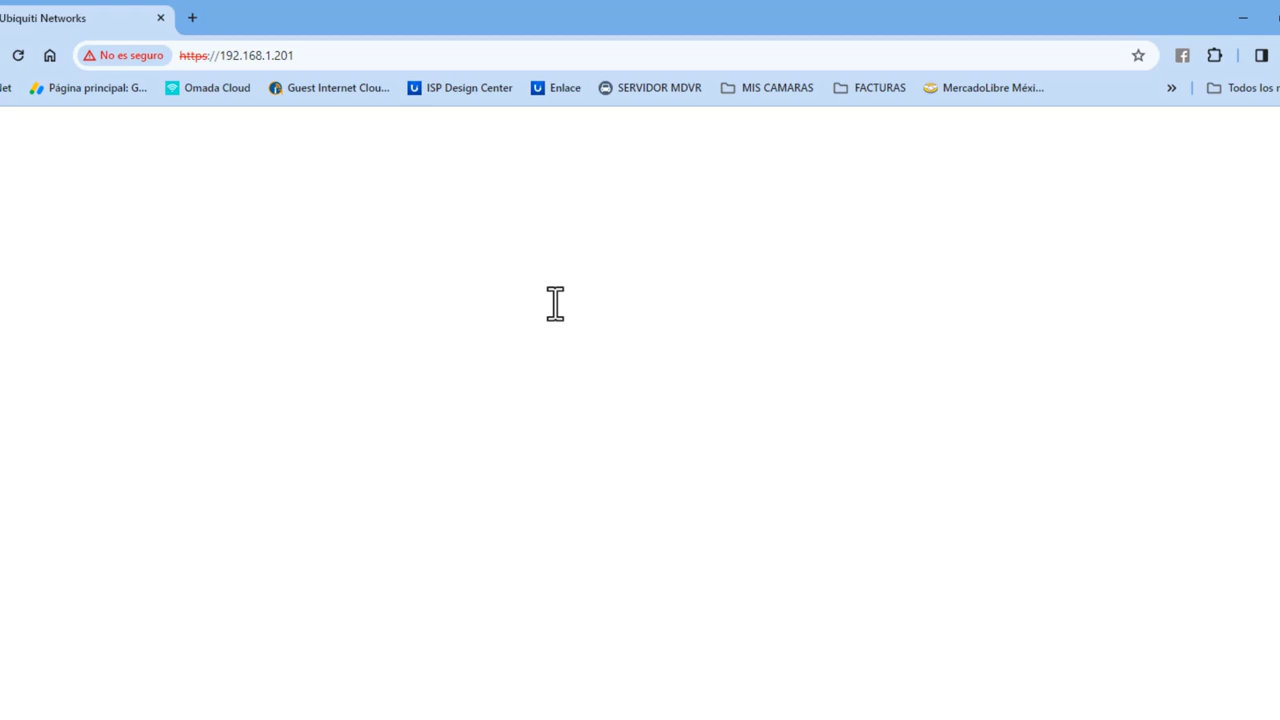 Ubiquiti Networks
No es seguro https://192.168.1.201
Net Página principal: G... Omada Cloud Guest Internet Clou... ISP Design Center Enlace SERVIDOR MDVR MIS CAMARAS FACTURAS MercadoLibre Méxi... » Todos los